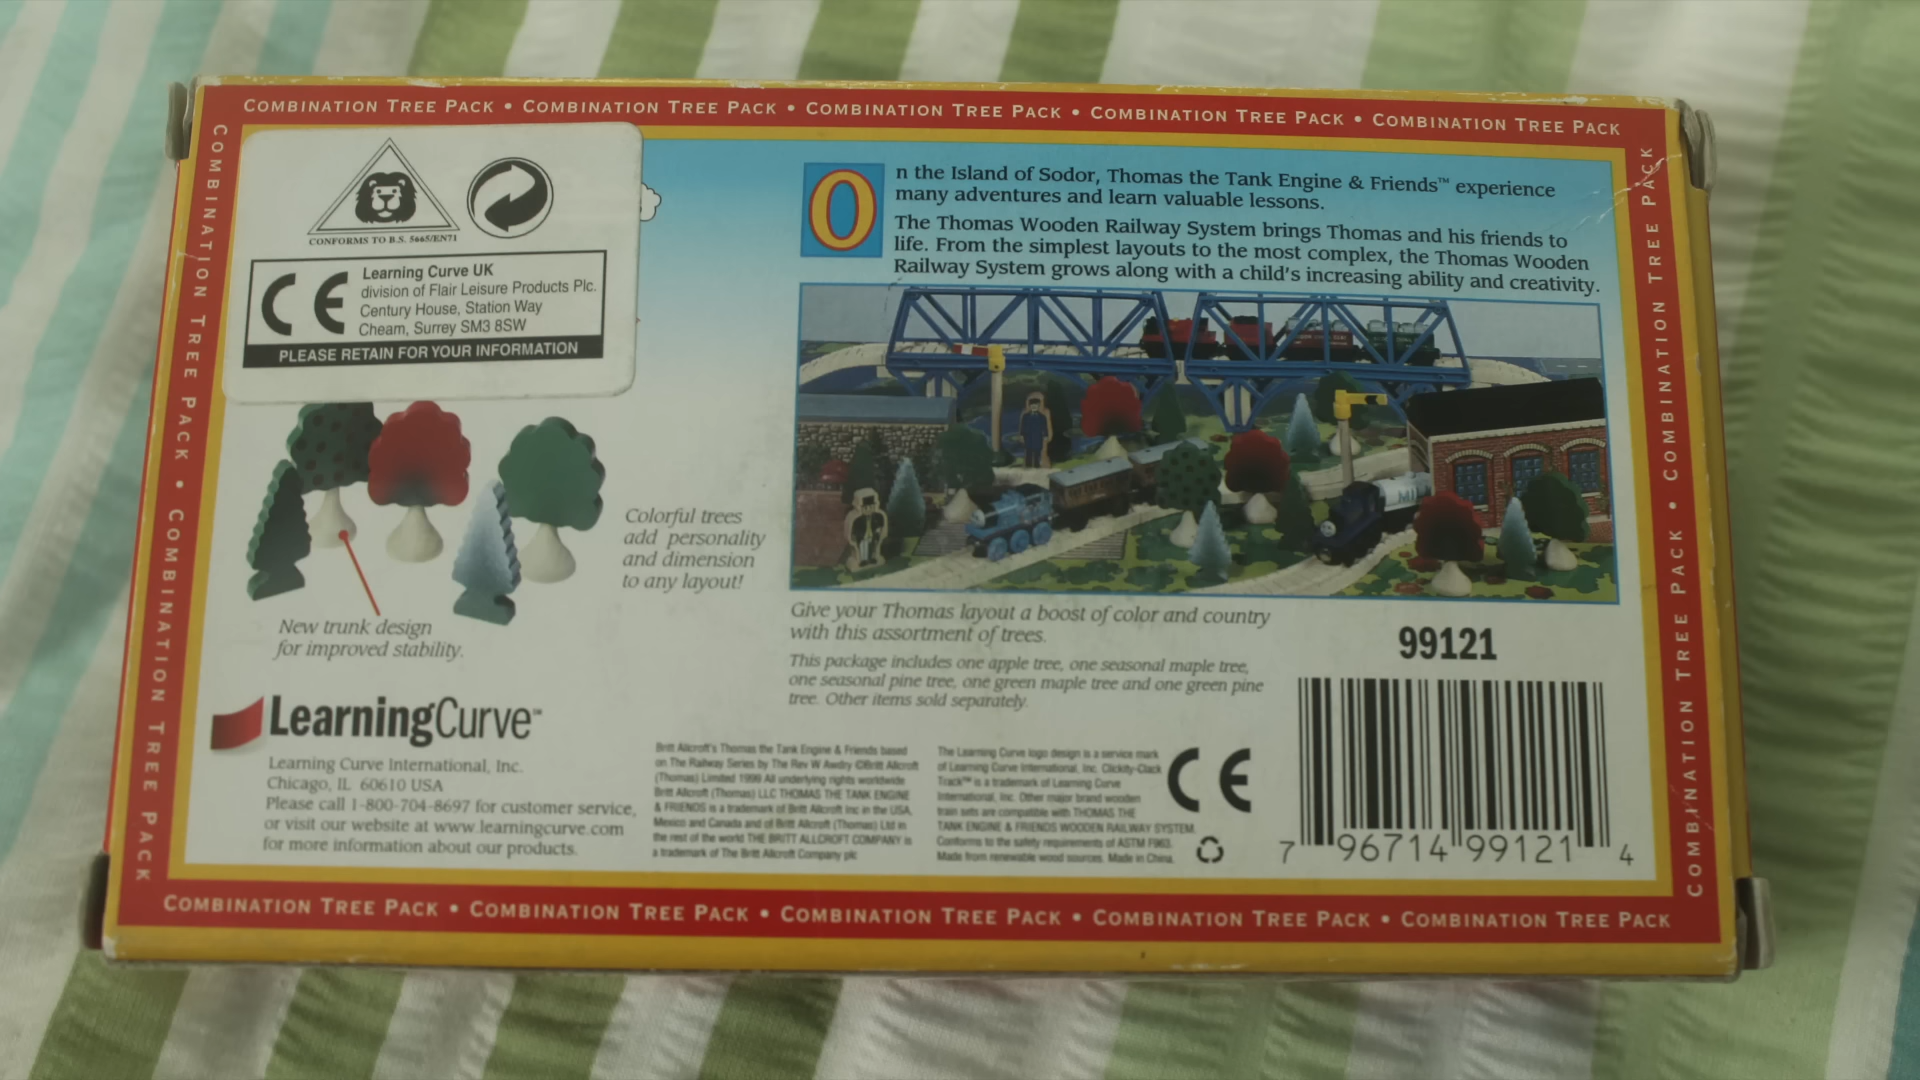 COMBINATION TREE PACK • COMBINATION TREE PACK • COMBINATION TREE PACK • COMBINATION TREE PACK • COMBINATION TREE PACK
COMBINATION TREE PACK • COMBINATION TREE PACK
CONFORMS TO B.S. 5665/EN71
CE
Learning Curve UK
division of Flair Leisure Products Plc.
Century House, Station Way
Cheam, Surrey SM3 8SW
PLEASE RETAIN FOR YOUR INFORMATION
On the Island of Sodor, Thomas the Tank Engine & Friends™ experience
many adventures and learn valuable lessons.
The Thomas Wooden Railway System brings Thomas and his friends to
life. From the simplest layouts to the most complex, the Thomas Wooden
Railway System grows along with a child's increasing ability and creativity.
MILK
Colorful trees
add personality
and dimension
to any layout!
New trunk design
for improved stability.
Give your Thomas layout a boost of color and country
with this assortment of trees.
This package includes one apple tree, one seasonal maple tree,
one seasonal pine tree, one green maple tree and one green pine
tree. Other items sold separately.
99121
LearningCurve™
Learning Curve International, Inc.
Chicago, IL 60610 USA
Please call 1-800-704-8697 for customer service,
or visit our website at www.learningcurve.com
for more information about our products.
Britt Allcroft's Thomas the Tank Engine & Friends based
on The Railway Series by The Rev W Awdry ©Britt Allcroft
(Thomas) Limited 1999 All underlying rights worldwide
Britt Allcroft (Thomas) LLC THOMAS THE TANK ENGINE
& FRIENDS is a trademark of Britt Allcroft Inc in the USA,
Mexico and Canada and of Britt Allcroft (Thomas) Ltd in
the rest of the world THE BRITT ALLCROFT COMPANY is
a trademark of The Britt Allcroft Company plc
The Learning Curve logo design is a service mark
of Learning Curve International, Inc. Clickity-Clack
Track™ is a trademark of Learning Curve
International, Inc. Other major brand wooden
train sets are compatible with THOMAS THE
TANK ENGINE & FRIENDS WOODEN RAILWAY SYSTEM.
Conforms to the safety requirements of ASTM F963.
Made from renewable wood sources. Made in China.
CE
7 96714 99121 4
COMBINATION TREE PACK • COMBINATION TREE PACK
COMBINATION TREE PACK • COMBINATION TREE PACK • COMBINATION TREE PACK • COMBINATION TREE PACK • COMBINATION TREE PACK